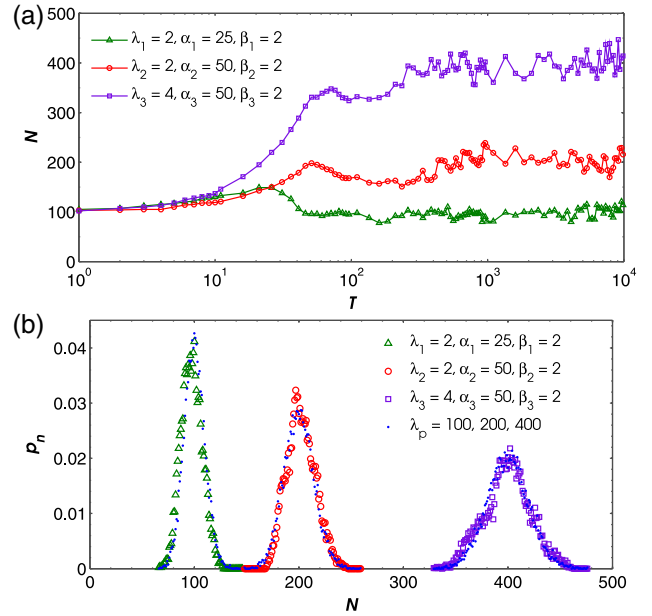 (a)
500
400
300
200
100
0
N
λ1 = 2, α1 = 25, β1 = 2
λ2 = 2, α2 = 50, β2 = 2
λ3 = 4, α3 = 50, β3 = 2
10^0 10^1 10^2 10^3 10^4
T
(b)
0.04
0.03
0.02
0.01
0
p_n
λ1 = 2, α1 = 25, β1 = 2
λ2 = 2, α2 = 50, β2 = 2
λ3 = 4, α3 = 50, β3 = 2
λp = 100, 200, 400
0 100 200 300 400 500
N